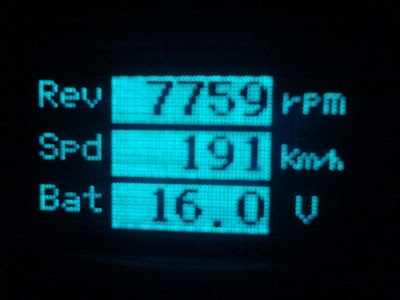 Rev 7759 rpm
Spd 191 km/h
Bat 16.0 V